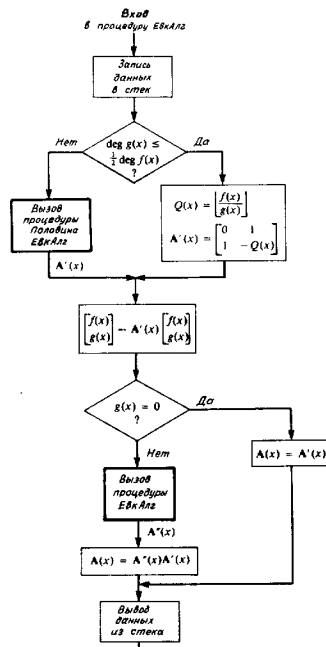 Вход
в процедуру ЕвкАлг
Запись
данных
в стек
deg g(x) ≤
½ deg f(x)
?
Нет
Да
Вызов
процедуры
Половина
ЕвкАлг
Q(x) = ⌊f(x)/g(x)⌋
A′(x) = [0 1
1 −Q(x)]
A′(x)
[f(x)
g(x)] ← A′(x) [f(x)
g(x)]
g(x) = 0
?
Да
Нет
Вызов
процедуры
ЕвкАлг
A(x) = A′(x)
A″(x)
A(x) = A″(x)A′(x)
Вывод
данных
из стека